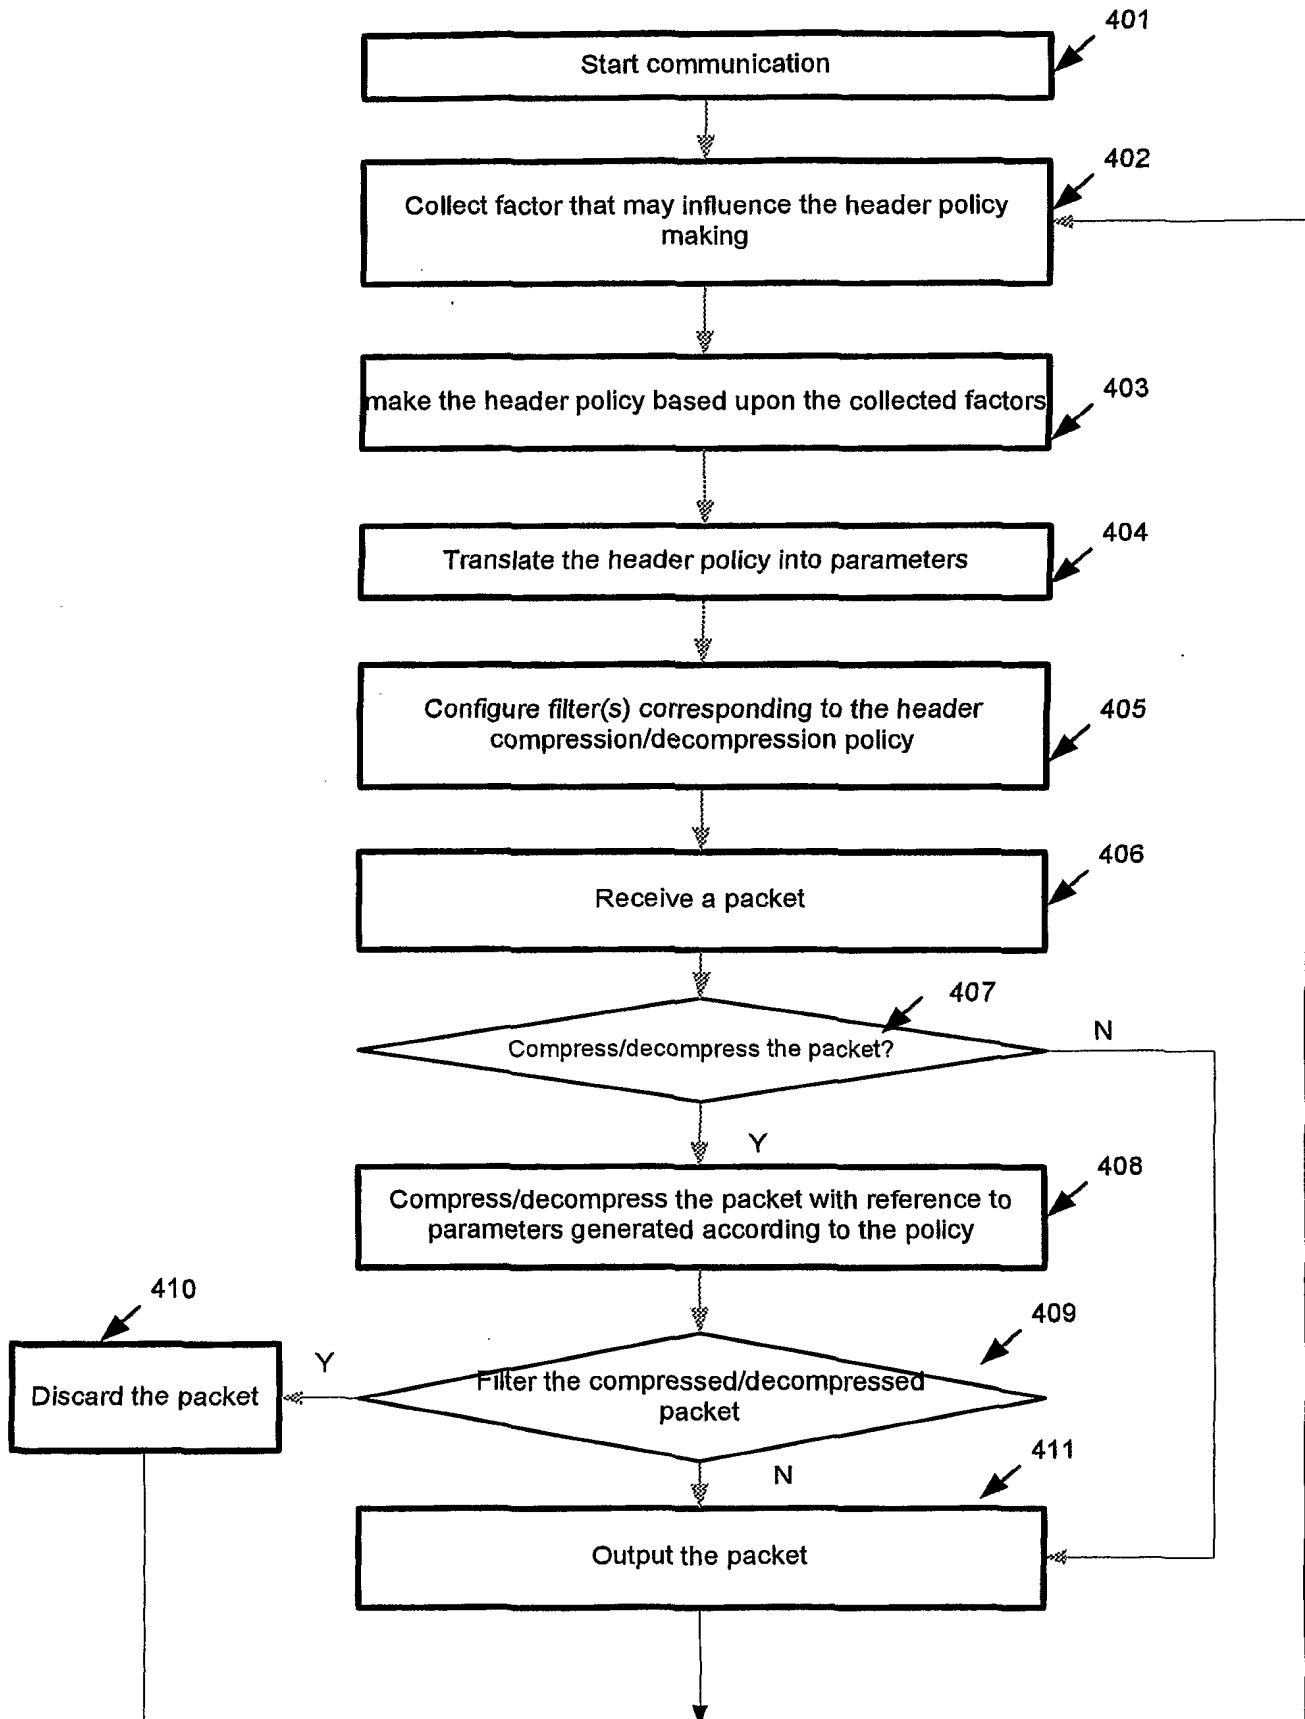 401
Start communication
402
Collect factor that may influence the header policy
making
403
make the header policy based upon the collected factors
404
Translate the header policy into parameters
405
Configure filter(s) corresponding to the header
compression/decompression policy
406
Receive a packet
407
Compress/decompress the packet?
N
Y
408
Compress/decompress the packet with reference to
parameters generated according to the policy
410
409
Y
Discard the packet
Filter the compressed/decompressed
packet
N
411
Output the packet